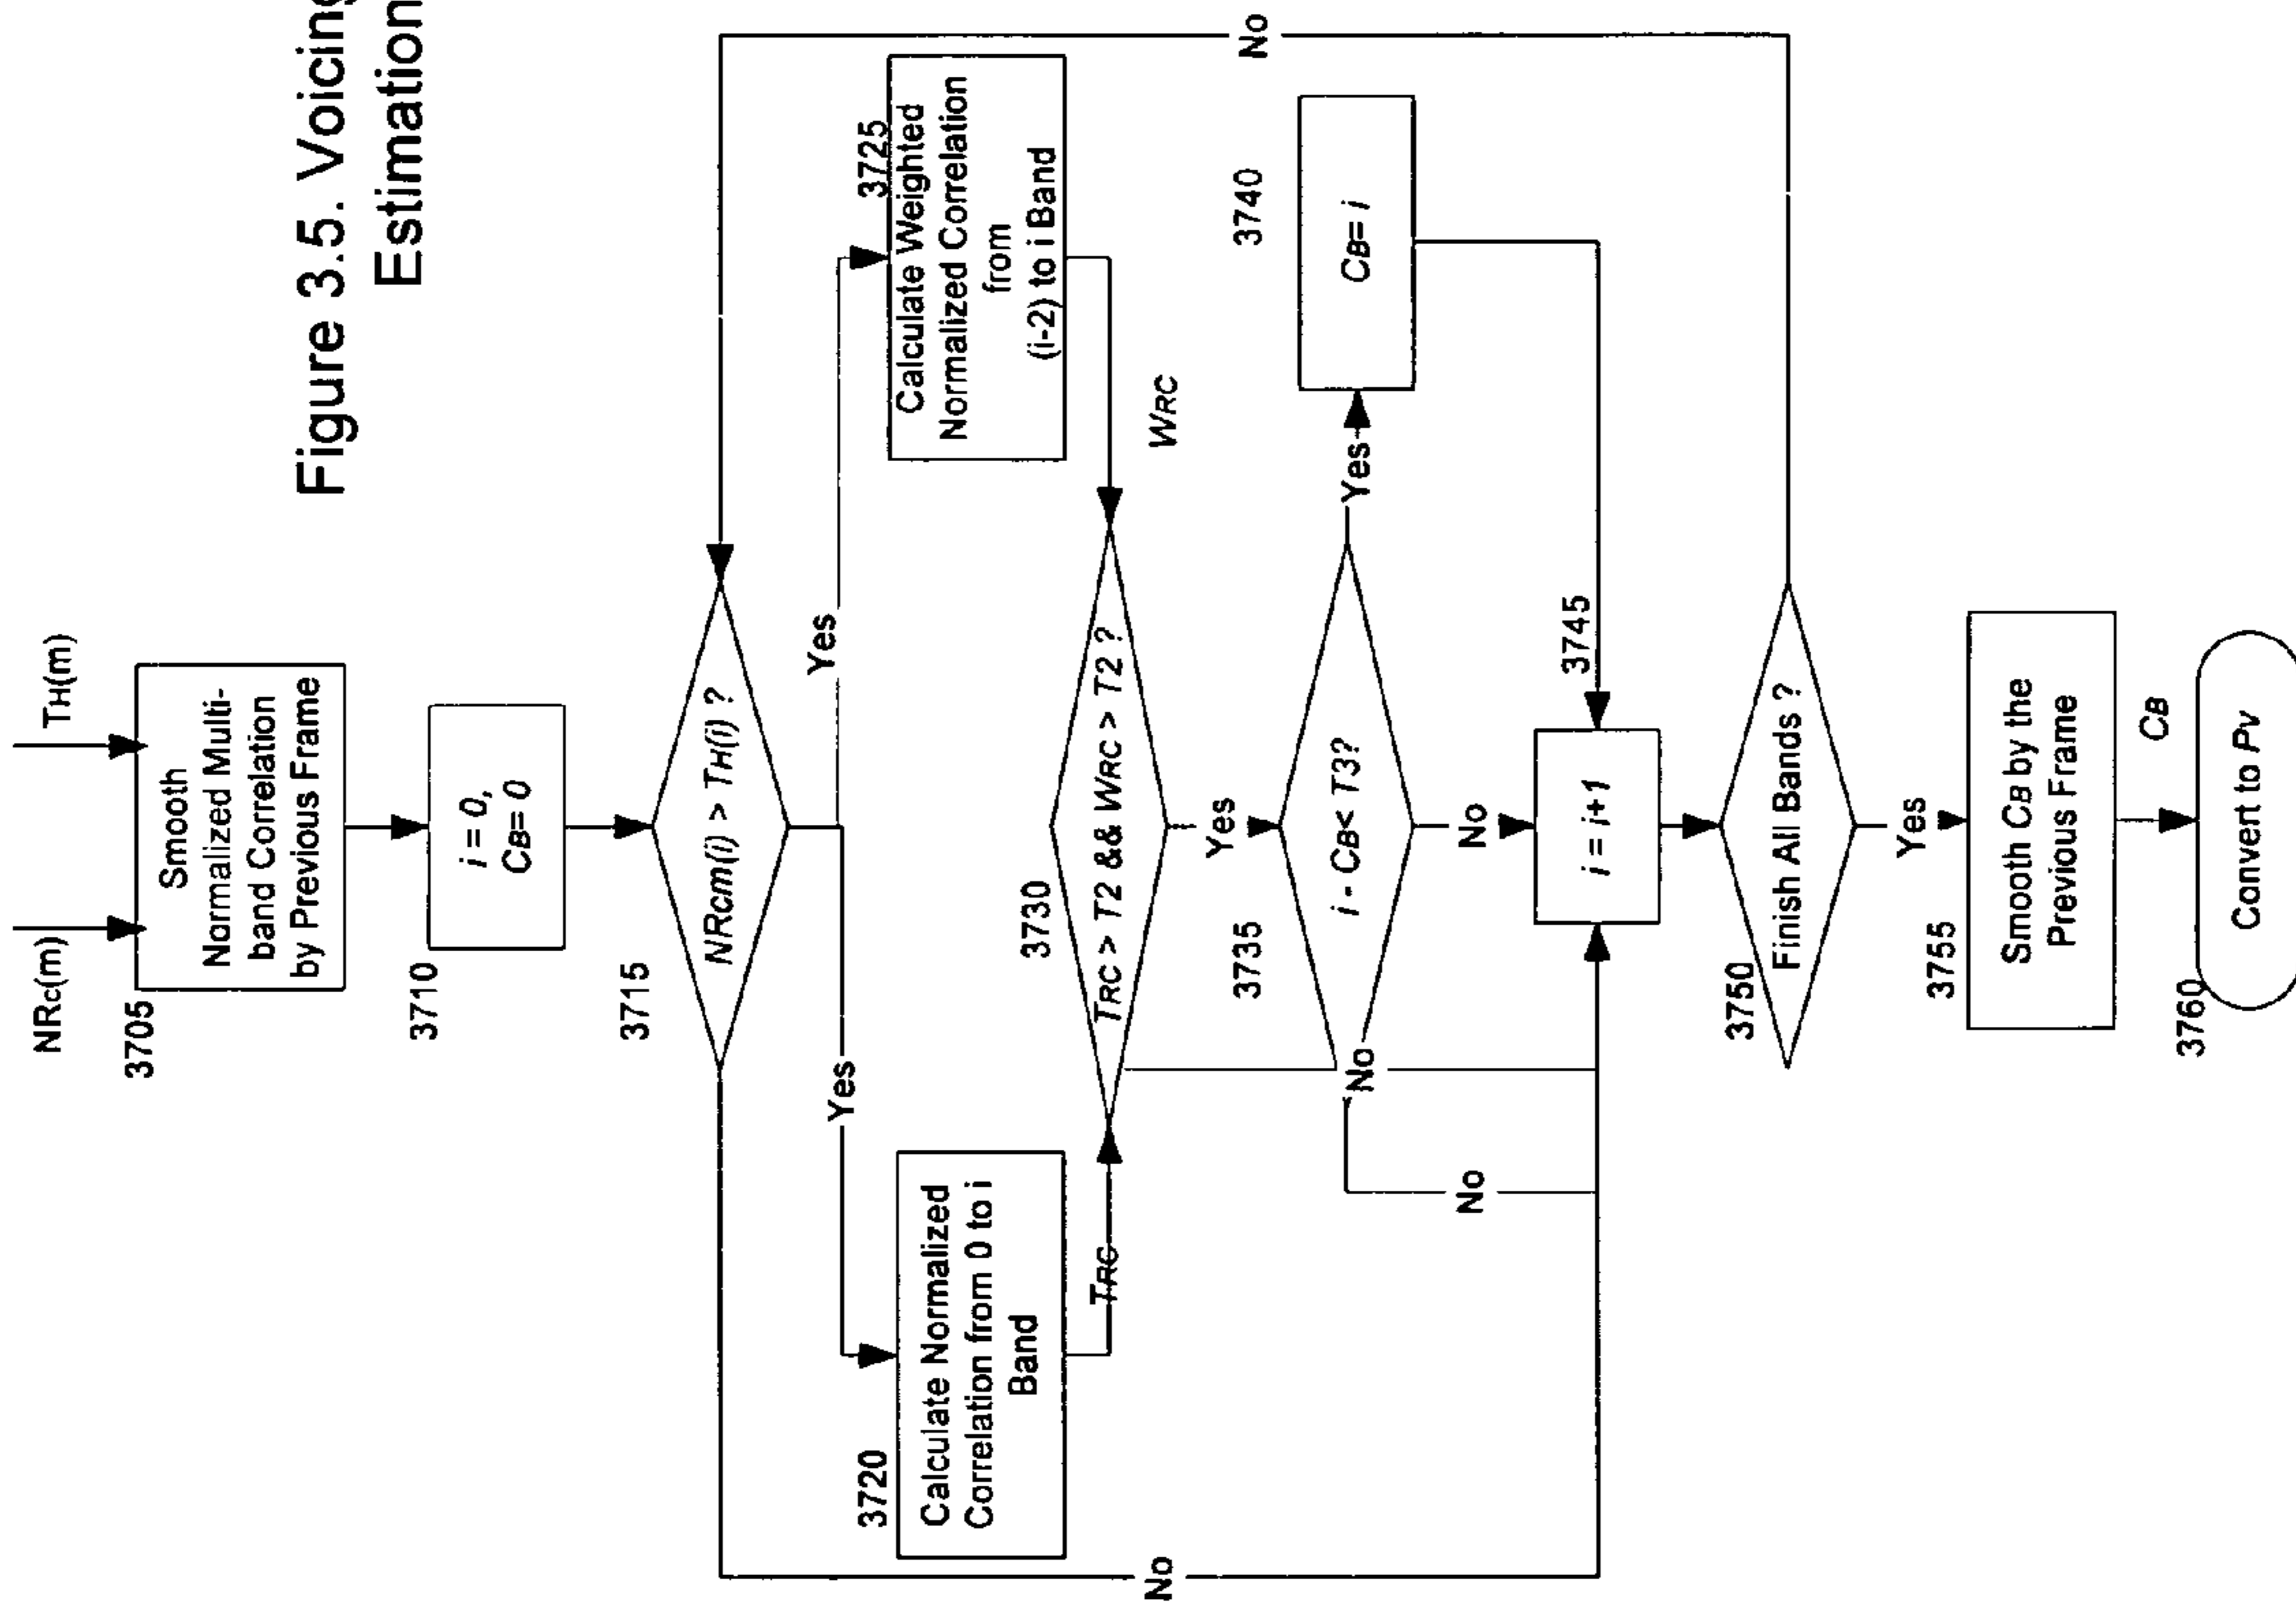 Figure 3.5. Voicing
Estimation
NRc(m)
TH(m)
3705
Smooth
Normalized Multi-
band Correlation
by Previous Frame
3710
i = 0,
CB= 0
3715
NRcm(i) > TH(i) ?
Yes
Yes
3720
Calculate Normalized
Correlation from 0 to i
Band
3725
Calculate Weighted
Normalized Correlation
from
(i-2) to i Band
TRC
WRC
3730
TRC > T2 && WRC > T2 ?
Yes
No
3735
i - CB< T3?
Yes
No
No
3740
CB= i
3745
i = i+1
No
No
3750
Finish All Bands ?
Yes
3755
Smooth CB by the
Previous Frame
CB
3760
Convert to Pv